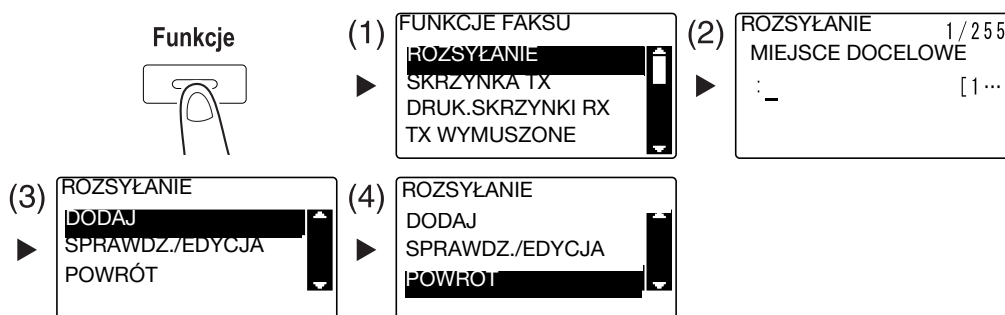 Funkcje
(1)
FUNKCJE FAKSU
ROZSYŁANIE
SKRZYNKA TX
DRUK.SKRZYNKI RX
TX WYMUSZONE
(2)
ROZSYŁANIE 1/255
MIEJSCE DOCELOWE
:_ [1…
(3)
ROZSYŁANIE
DODAJ
SPRAWDZ./EDYCJA
POWRÓT
(4)
ROZSYŁANIE
DODAJ
SPRAWDZ./EDYCJA
POWRÓT